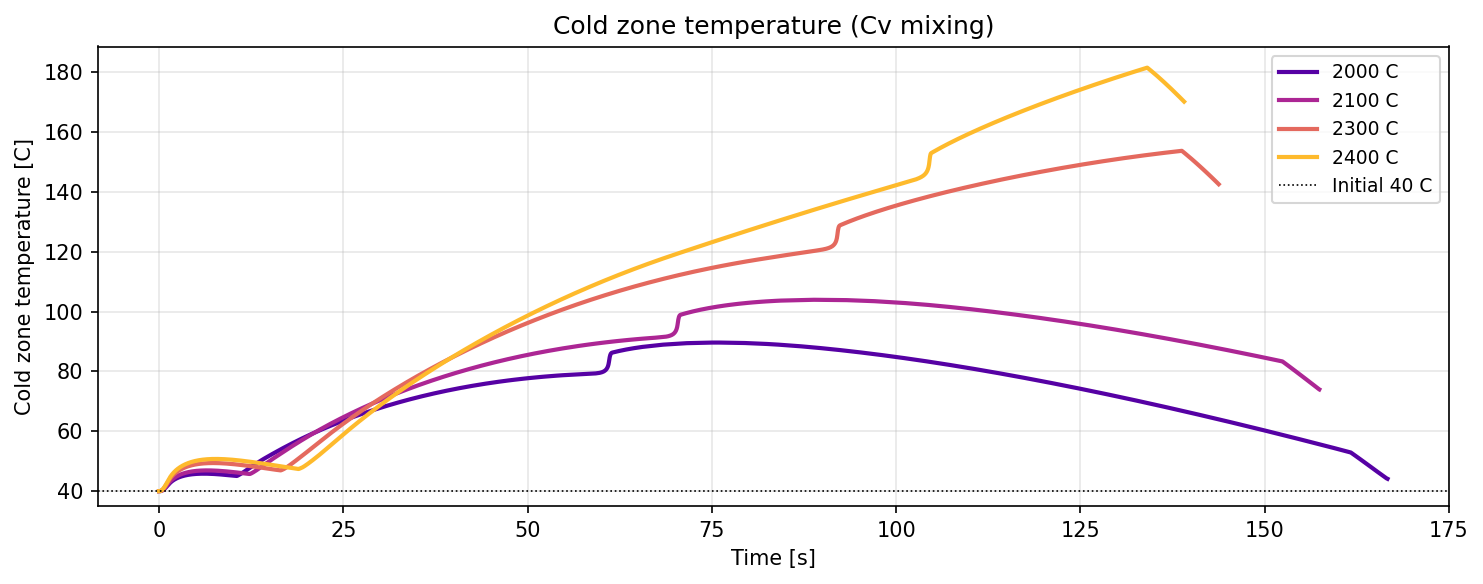 Cold zone temperature (Cv mixing)
Cold zone temperature [C]
180
160
140
120
100
80
60
40
2000 C
2100 C
2300 C
2400 C
Initial 40 C
0
25
50
75
100
125
150
175
Time [s]